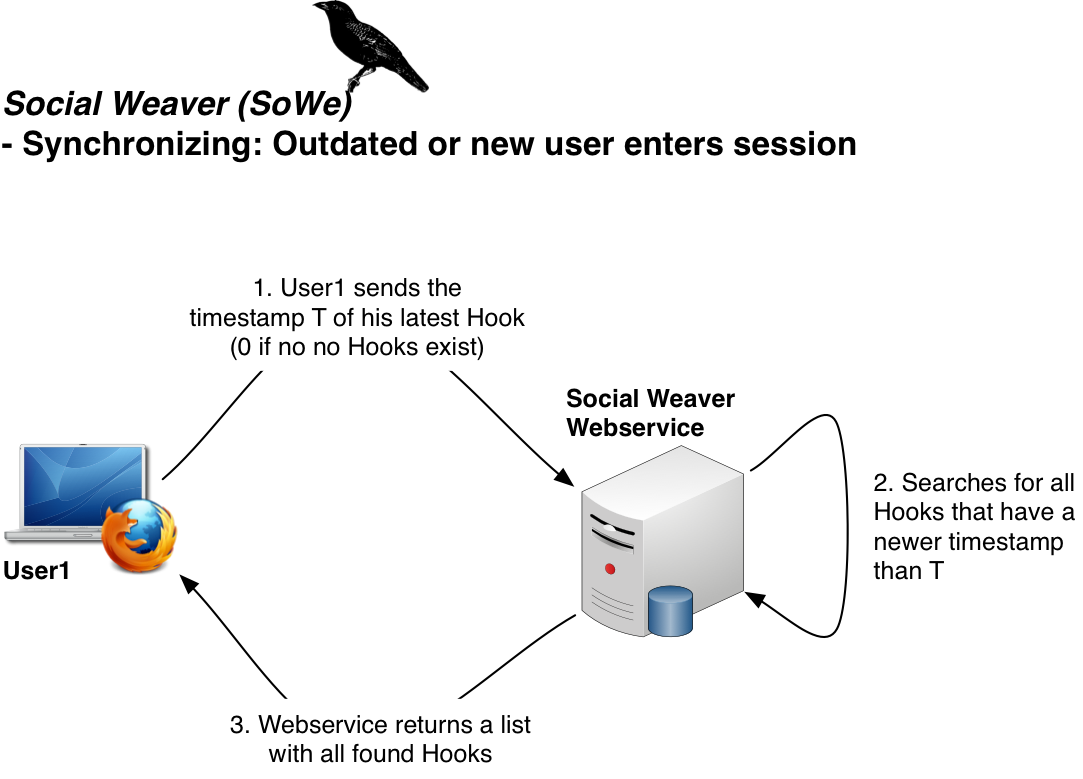 Social Weaver (SoWe)
- Synchronizing: Outdated or new user enters session
1. User1 sends the
timestamp T of his latest Hook
(0 if no no Hooks exist)
Social Weaver
Webservice
2. Searches for all
Hooks that have a
newer timestamp
than T
User1
3. Webservice returns a list
with all found Hooks